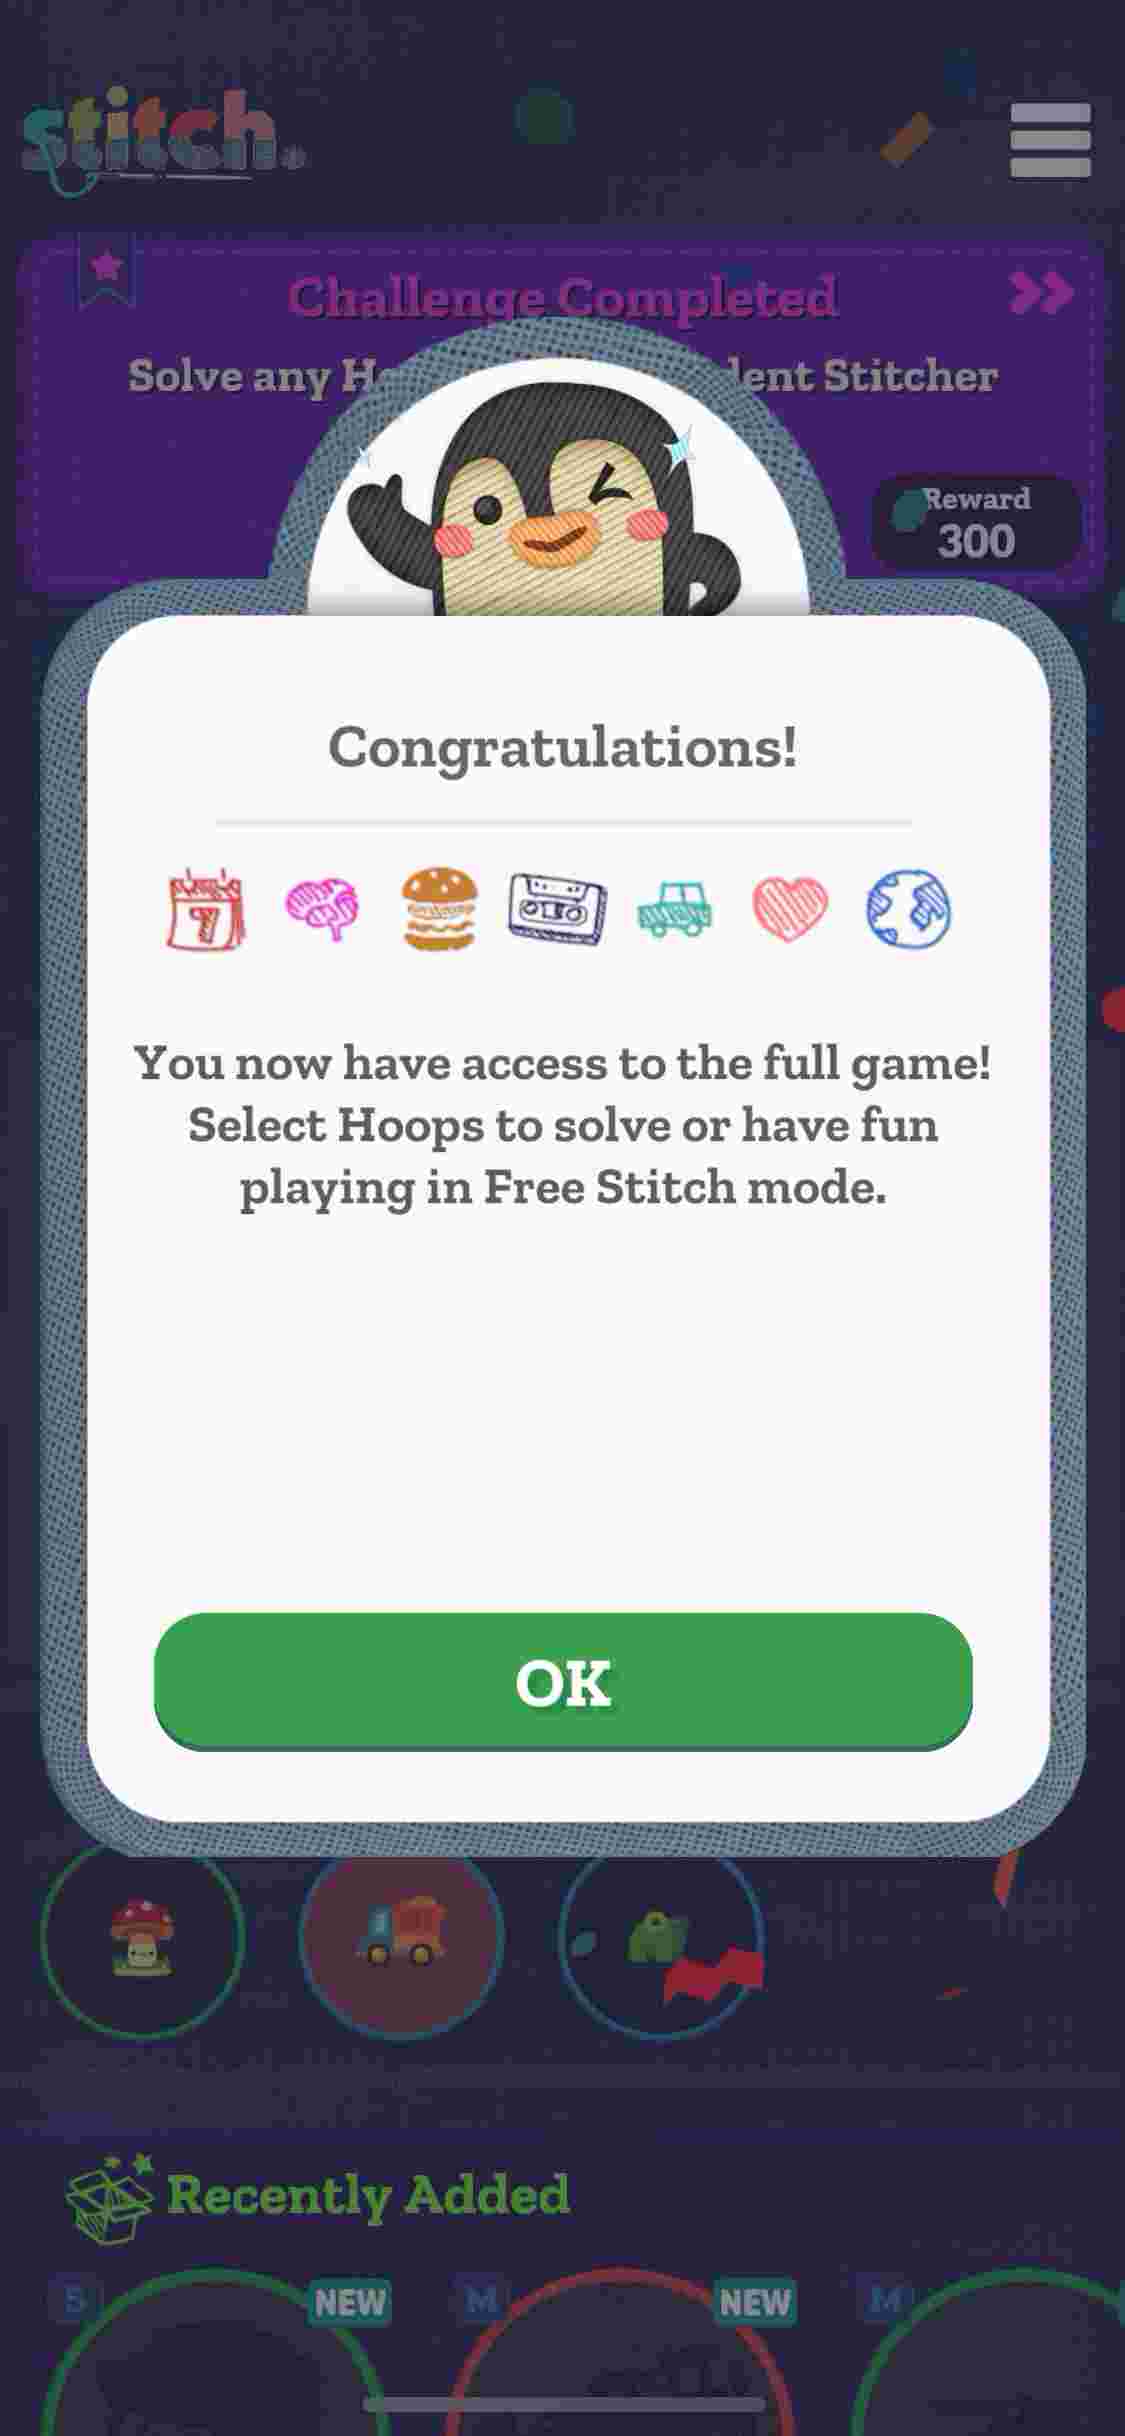 stitch.
Challenge Completed
Solve any Ho lent Stitcher
Reward
300
Congratulations!
7
You now have access to the full game!
Select Hoops to solve or have fun
playing in Free Stitch mode.
OK
Recently Added
S NEW M NEW M